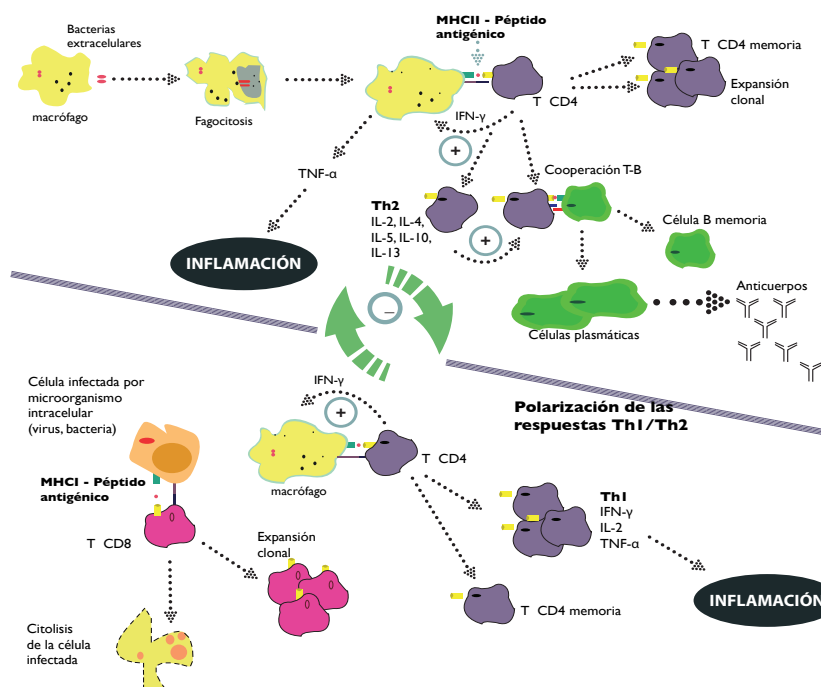 Bacterias
extracelulares
macrófago
Fagocitosis
MHCII - Péptido
antigénico
T CD4
T CD4 memoria
Expansión
clonal
IFN-γ
+
TNF-α
INFLAMACIÓN
Th2
IL-2, IL-4,
IL-5, IL-10,
IL-13
+
Cooperación T-B
Célula B memoria
Células plasmáticas
Anticuerpos
–
Polarización de las
respuestas Th1/Th2
Célula infectada por
microorganismo
intracelular
(virus, bacteria)
MHCI - Péptido
antigénico
T CD8
Expansión
clonal
Citolisis
de la célula
infectada
IFN-γ
+
macrófago
T CD4
Th1
IFN-γ
IL-2
TNF-α
T CD4 memoria
INFLAMACIÓN